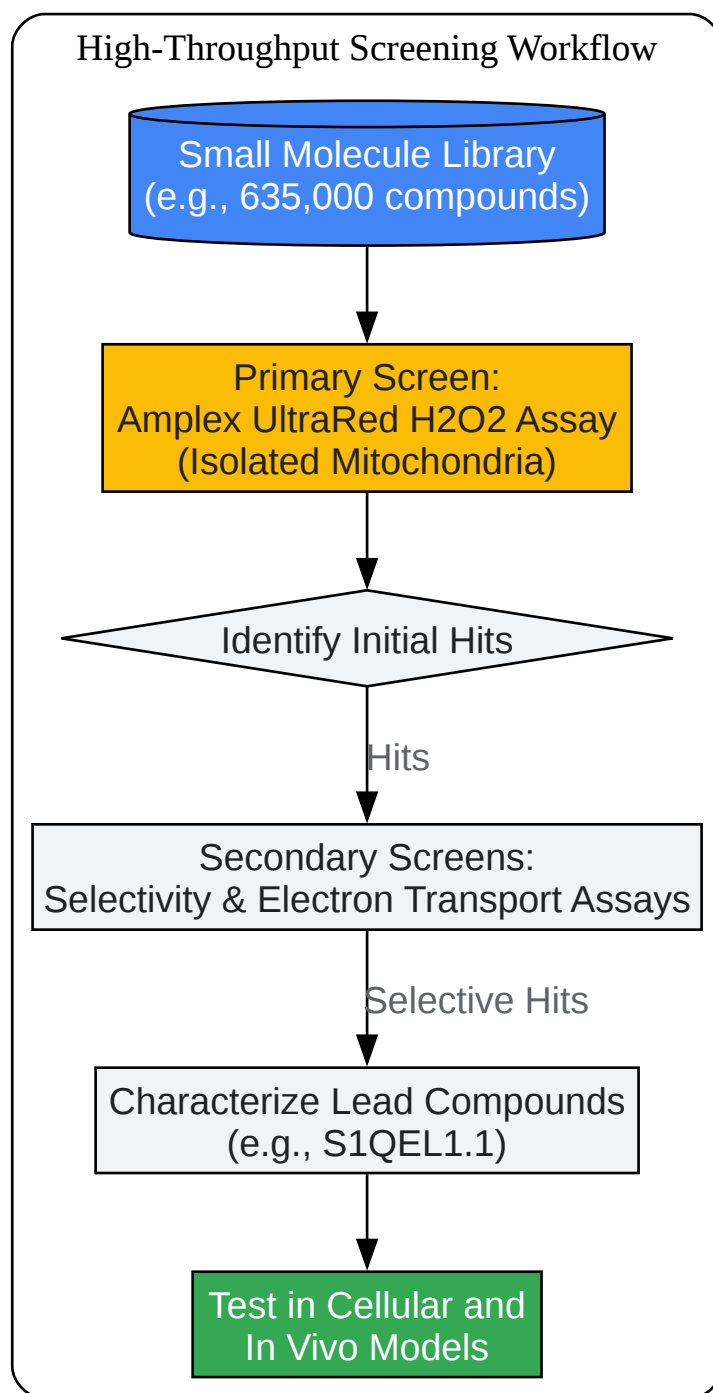 High-Throughput Screening Workflow
Small Molecule Library
(e.g., 635,000 compounds)
Primary Screen:
Amplex UltraRed H2O2 Assay
(Isolated Mitochondria)
Identify Initial Hits
Hits
Secondary Screens:
Selectivity & Electron Transport Assays
Selective Hits
Characterize Lead Compounds
(e.g., S1QEL1.1)
Test in Cellular and
In Vivo Models